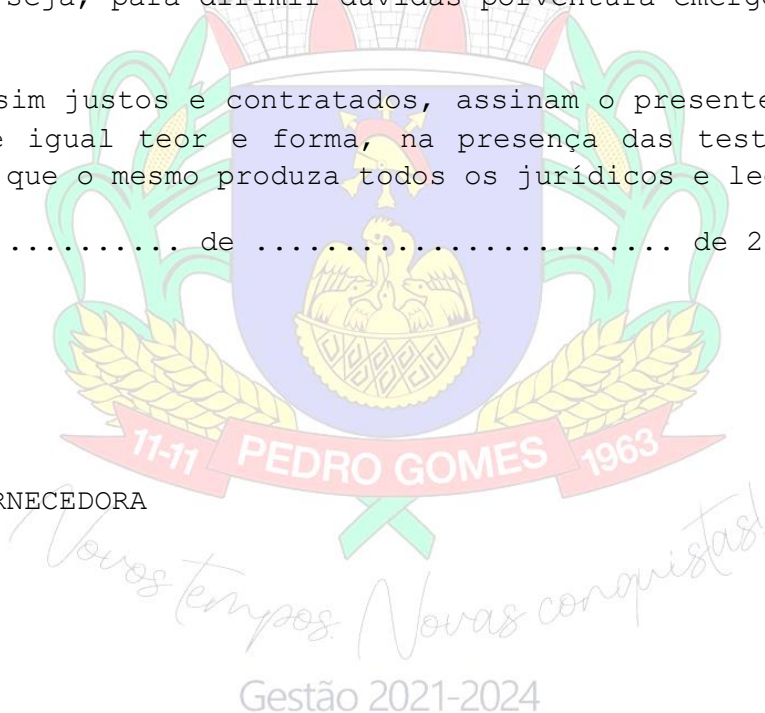 seja, para dirimir dúvidas porventura emerg
sim justos e contratados, assinam o presente
e igual teor e forma, na presença das test
que o mesmo produza todos os jurídicos e le
.......... de ........................ de 2
11-11 PEDRO GOMES 1963
RNECEDORA
Novos tempos. Novas conquistas!
Gestão 2021-2024